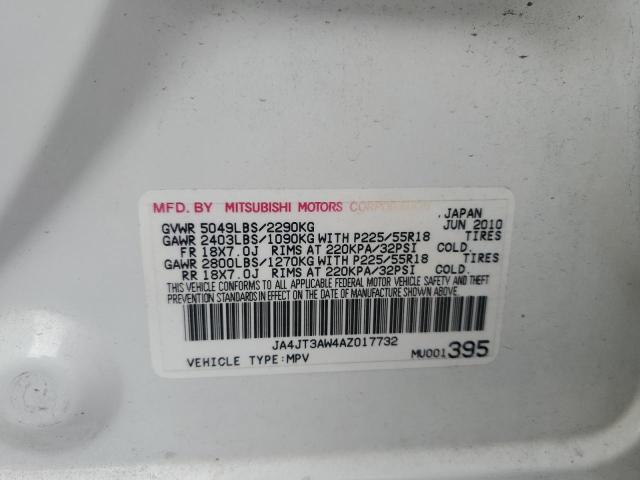 MFD. BY MITSUBISHI MOTORS CORPORATION
JAPAN
GVWR 5049LBS/2290KG JUN 2010
GAWR 2403LBS/1090KG WITH P225/55R18 TIRES
FR 18X7.0J RIMS AT 220KPA/32PSI COLD.
GAWR 2800LBS/1270KG WITH P225/55R18 TIRES
RR 18X7.0J RIMS AT 220KPA/32PSI COLD.
THIS VEHICLE CONFORMS TO ALL APPLICABLE FEDERAL MOTOR VEHICLE SAFETY AND THEFT
PREVENTION STANDARDS IN EFFECT ON THE DATE OF MANUFACTURE SHOWN ABOVE.
JA4JT3AW4AZ017732
VEHICLE TYPE:MPV MU001395